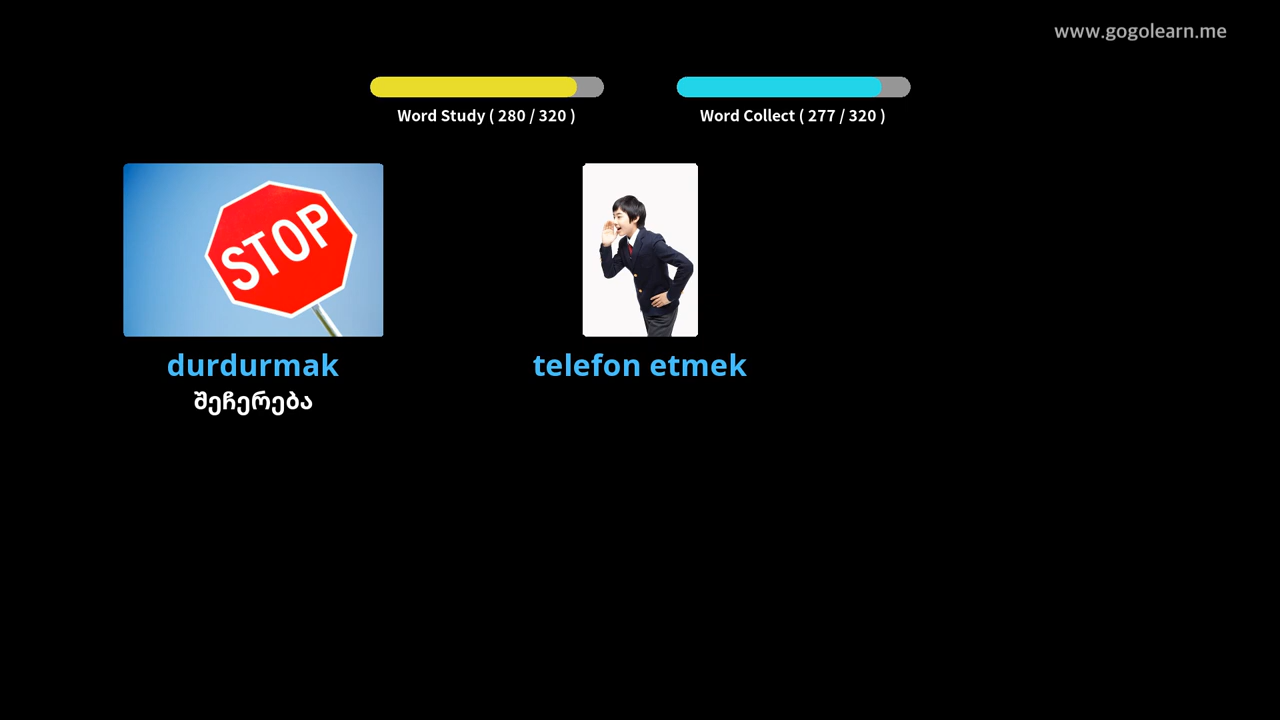 www.gogolearn.me
Word Study ( 280 / 320 )
Word Collect ( 277 / 320 )
STOP
durdurmak
telefon etmek
შეჩერება